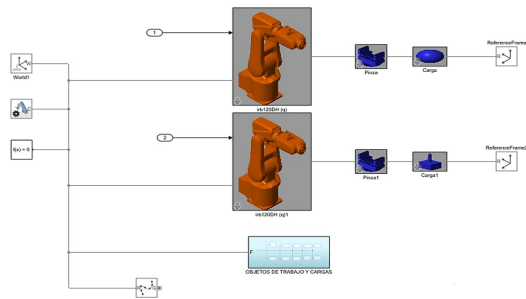 1
ReferenceFrame
W
World1
R
Pinza
Carga
C
irb120DH (q)
f(x) = 0
2
ReferenceFrame2
R
Pinza1
Carga1
irb120DH (q)1
F
OBJETOS DE TRABAJO Y CARGAS